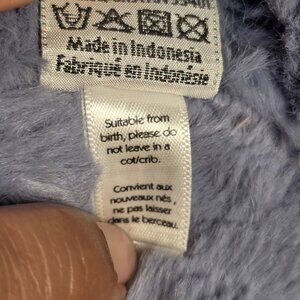 Made in Indonesia
Fabriqué en Indonésie
Suitable from
birth, please do
not leave in a
cot/crib.
Convient aux
nouveaux nés,
ne pas laisser
dans le berceau.